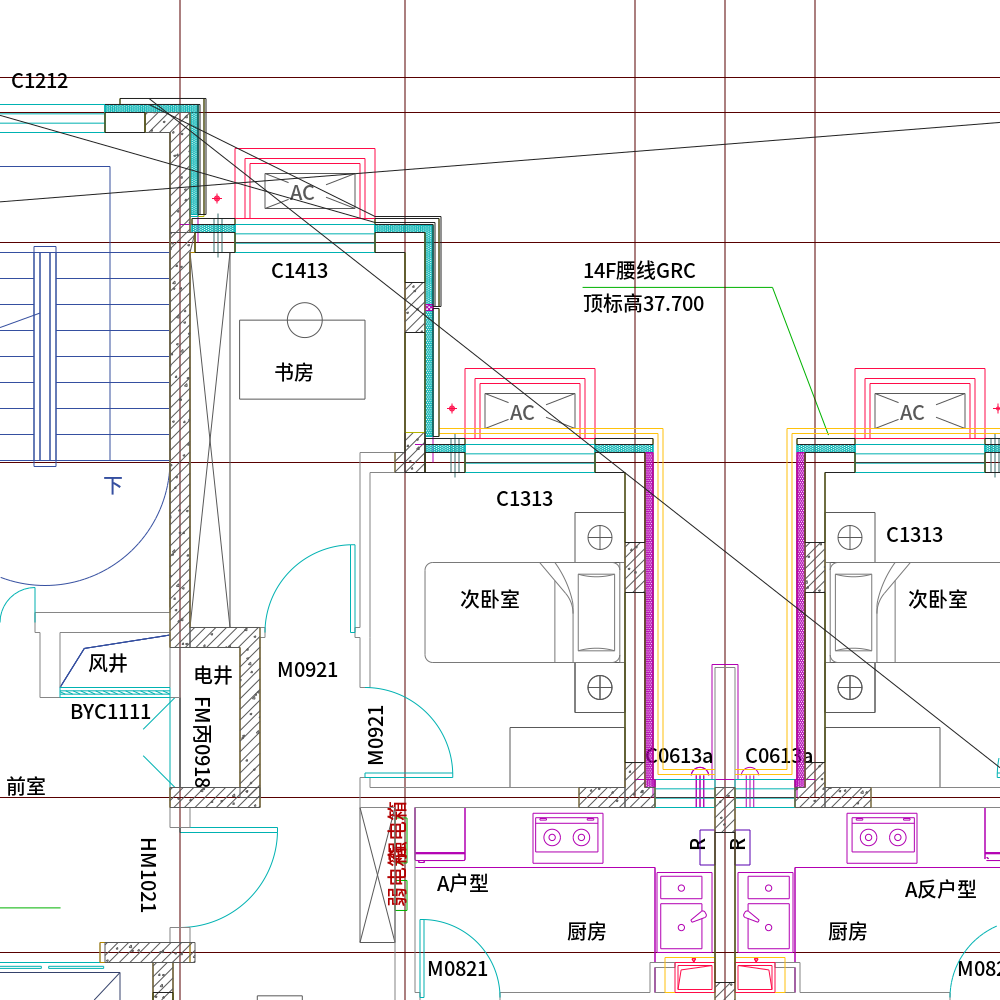 C1212
AC
C1413
14F腰线GRC
顶标高37.700
书房
AC
AC
下
C1313
C1313
次卧室
次卧室
风井
电井
M0921
BYC1111
FM丙0918
M0921
C0613a
C0613a
前室
强电箱
弱电箱
HM1021
R
R
A户型
A反户型
厨房
厨房
M0821